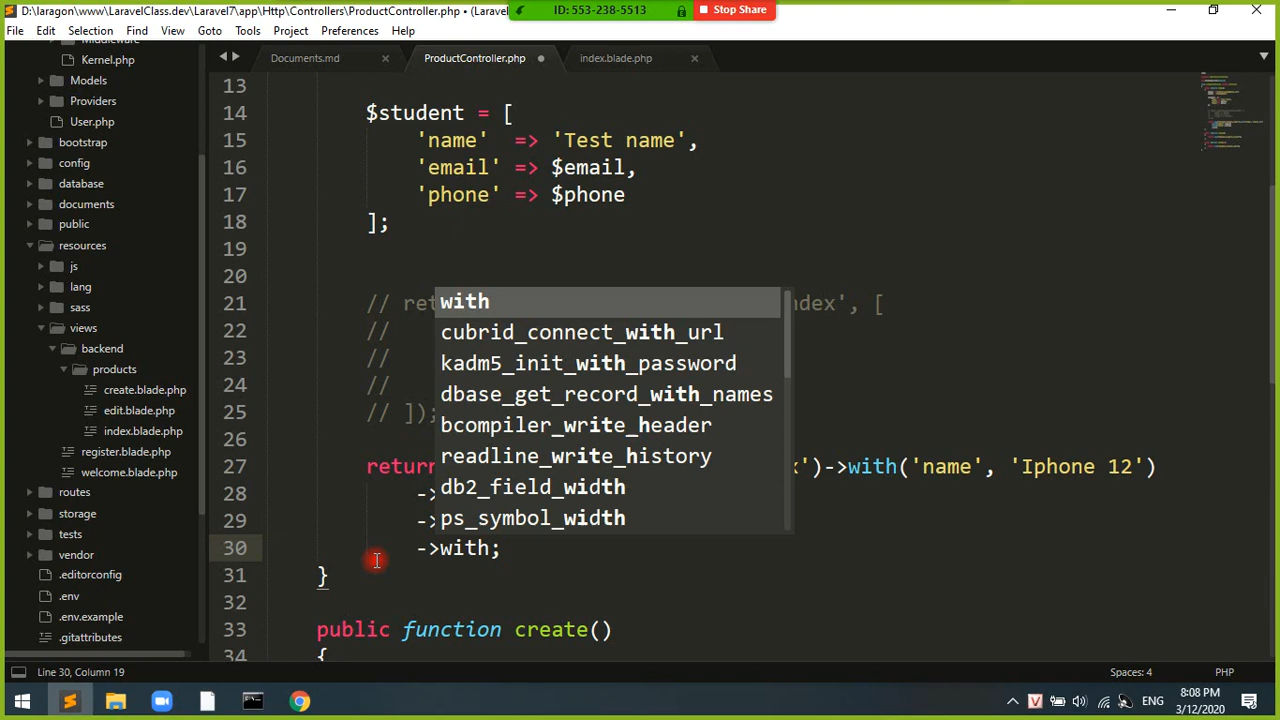 D:\laragon\www\LaravelClass.dev\Laravel7\app\Http\Controllers\ProductController.php • (Larav
ID: 553-238-5513
Stop Share
File Edit Selection Find View Goto Tools Project Preferences Help
Kernel.php
Models
Providers
User.php
bootstrap
config
database
documents
public
resources
js
lang
sass
views
backend
products
create.blade.php
edit.blade.php
index.blade.php
register.blade.php
welcome.blade.php
routes
storage
tests
vendor
.editorconfig
.env
.env.example
.gitattributes
Documents.md × ProductController.php • index.blade.php ×
13
14 $student = [
15 'name' => 'Test name',
16 'email' => $email,
17 'phone' => $phone
18 ];
19
20
21 // ret ndex', [
22 //
23 //
24 //
25 // ]);
26
27 return x')->with('name', 'Iphone 12')
28 ->
29 ->
30 ->with;
31 }
32
33 public function create()
34 {
with
cubrid_connect_with_url
kadm5_init_with_password
dbase_get_record_with_names
bcompiler_write_header
readline_write_history
db2_field_width
ps_symbol_width
Line 30, Column 19
Spaces: 4 PHP
ENG
8:08 PM
3/12/2020